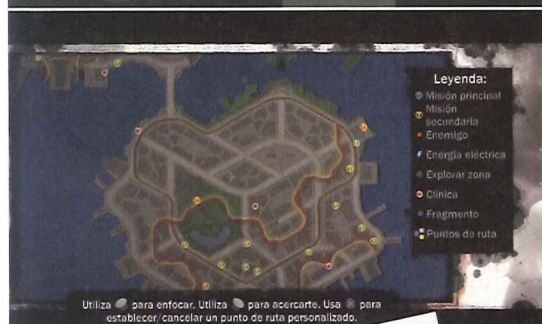 Leyenda:
Misión principal
Misión
secundaria
Enemigo
Energía eléctrica
Explorar zona
Clínica
Fragmento
Puntos de ruta
Utiliza para enfocar. Utiliza para acercarte. Usa para
establecer/cancelar un punto de ruta personalizado.